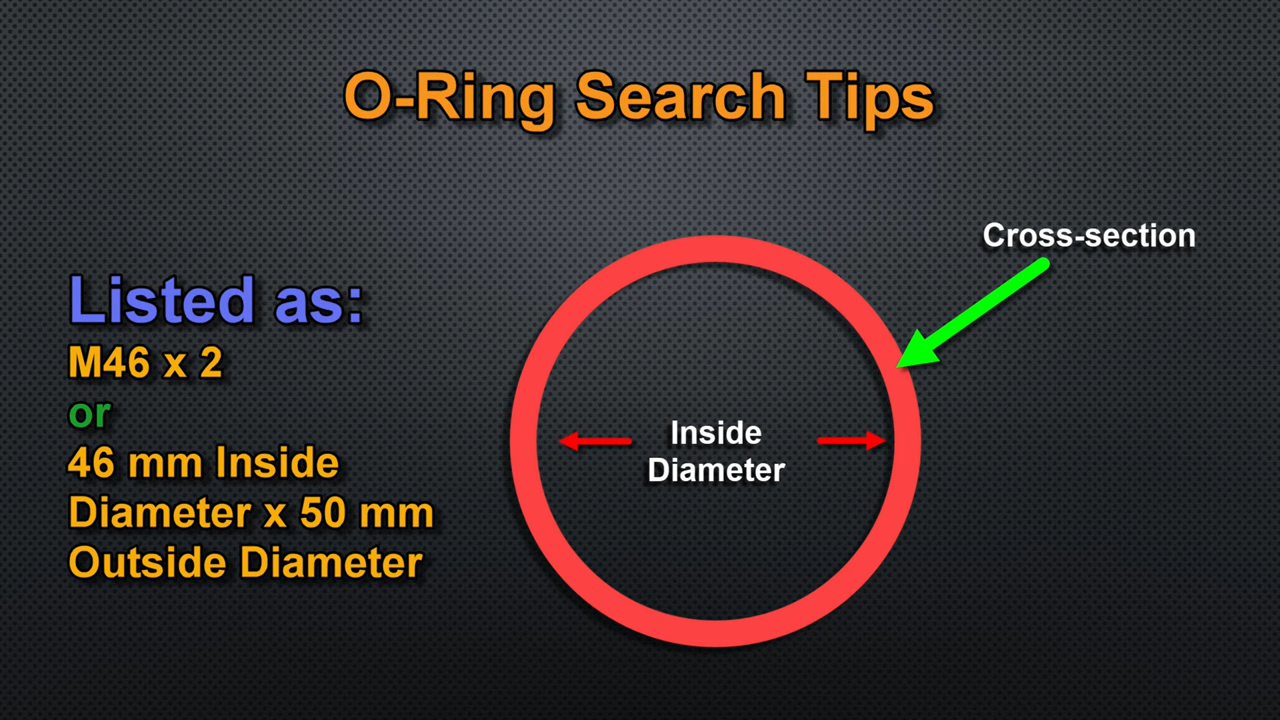 O-Ring Search Tips
Cross-section
Listed as:
M46 x 2
or
46 mm Inside
Diameter x 50 mm
Outside Diameter
Inside
Diameter